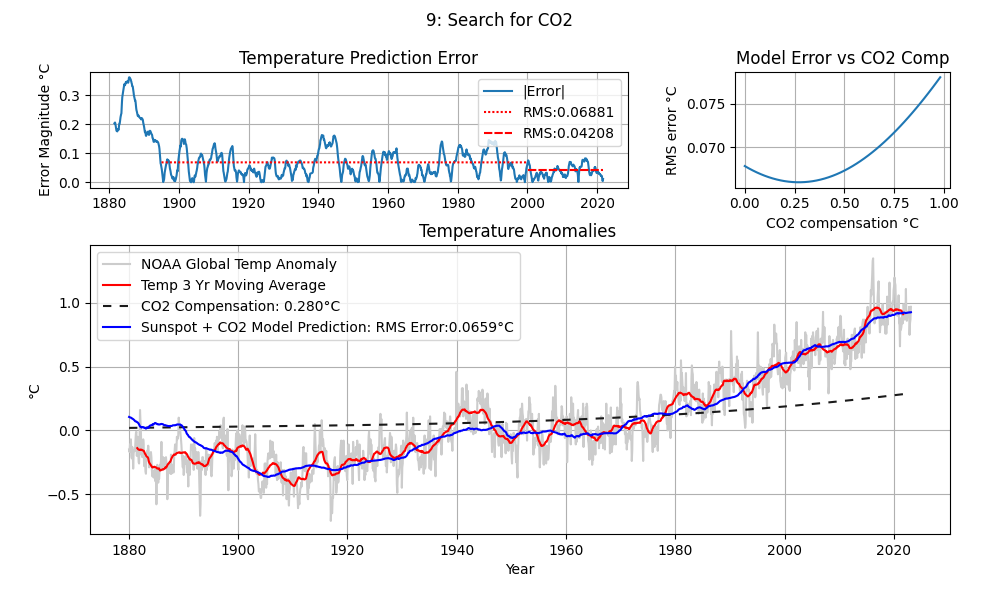 9: Search for CO2
Temperature Prediction Error
Error Magnitude °C
0.3
0.2
0.1
0.0
|Error|
RMS:0.06881
RMS:0.04208
1880 1900 1920 1940 1960 1980 2000 2020
Model Error vs CO2 Comp
RMS error °C
0.075
0.070
0.00 0.25 0.50 0.75 1.00
CO2 compensation °C
Temperature Anomalies
°C
1.0
0.5
0.0
−0.5
NOAA Global Temp Anomaly
Temp 3 Yr Moving Average
CO2 Compensation: 0.280°C
Sunspot + CO2 Model Prediction: RMS Error:0.0659°C
1880 1900 1920 1940 1960 1980 2000 2020
Year